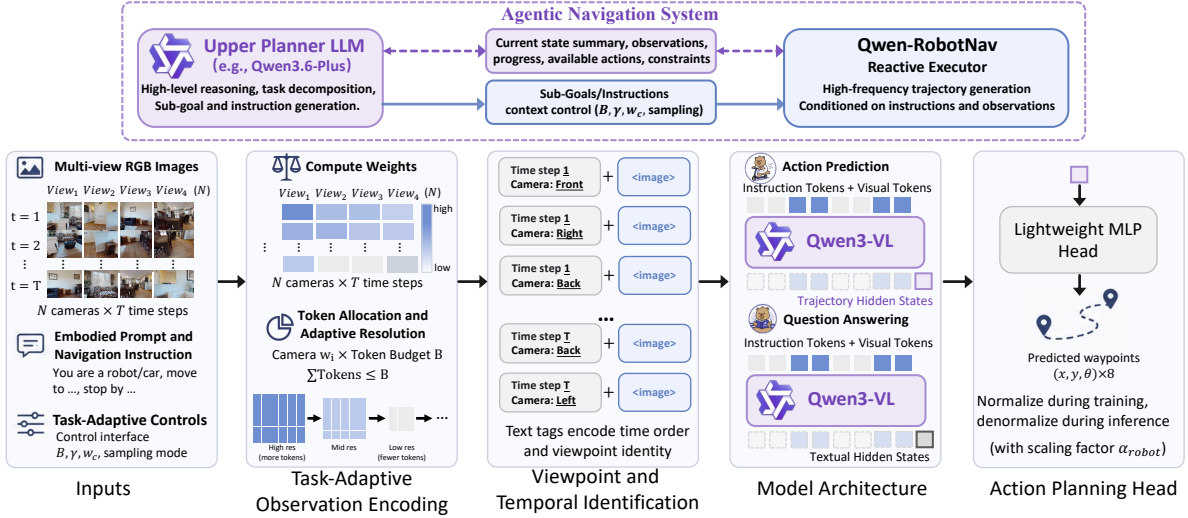 Agentic Navigation System
Upper Planner LLM
(e.g., Qwen3.6-Plus)
High-level reasoning, task decomposition,
Sub-goal and instruction generation.
Current state summary, observations,
progress, available actions, constraints
Sub-Goals/Instructions
context control (B, γ, w_c, sampling)
Qwen-RobotNav
Reactive Executor
High-frequency trajectory generation
Conditioned on instructions and observations
Multi-view RGB Images
View₁ View₂ View₃ View₄ (N)
t = 1
t = 2
⋮
t = T
N cameras × T time steps
Embodied Prompt and
Navigation Instruction
You are a robot/car, move
to ..., stop by ...
Task-Adaptive Controls
Control interface
B, γ, w_c, sampling mode
Inputs
Compute Weights
View₁ View₂ View₃ View₄ (N)
high
low
N cameras × T time steps
Token Allocation and
Adaptive Resolution
Camera wᵢ × Token Budget B
∑Tokens ≤ B
High res
(more tokens)
Mid res
Low res
(fewer tokens)
...
Task-Adaptive
Observation Encoding
Time step 1
Camera: Front
+ <image>
Time step 1
Camera: Right
+ <image>
Time step 1
Camera: Back
+ <image>
...
Time step T
Camera: Back
+ <image>
Time step T
Camera: Left
+ <image>
Text tags encode time order
and viewpoint identity
Viewpoint and
Temporal Identification
Action Prediction
Instruction Tokens + Visual Tokens
Qwen3-VL
Trajectory Hidden States
Question Answering
Instruction Tokens + Visual Tokens
Qwen3-VL
Textual Hidden States
Model Architecture
Lightweight MLP
Head
Predicted waypoints
(x, y, θ)×8
Normalize during training,
denormalize during inference
(with scaling factor α_robot)
Action Planning Head